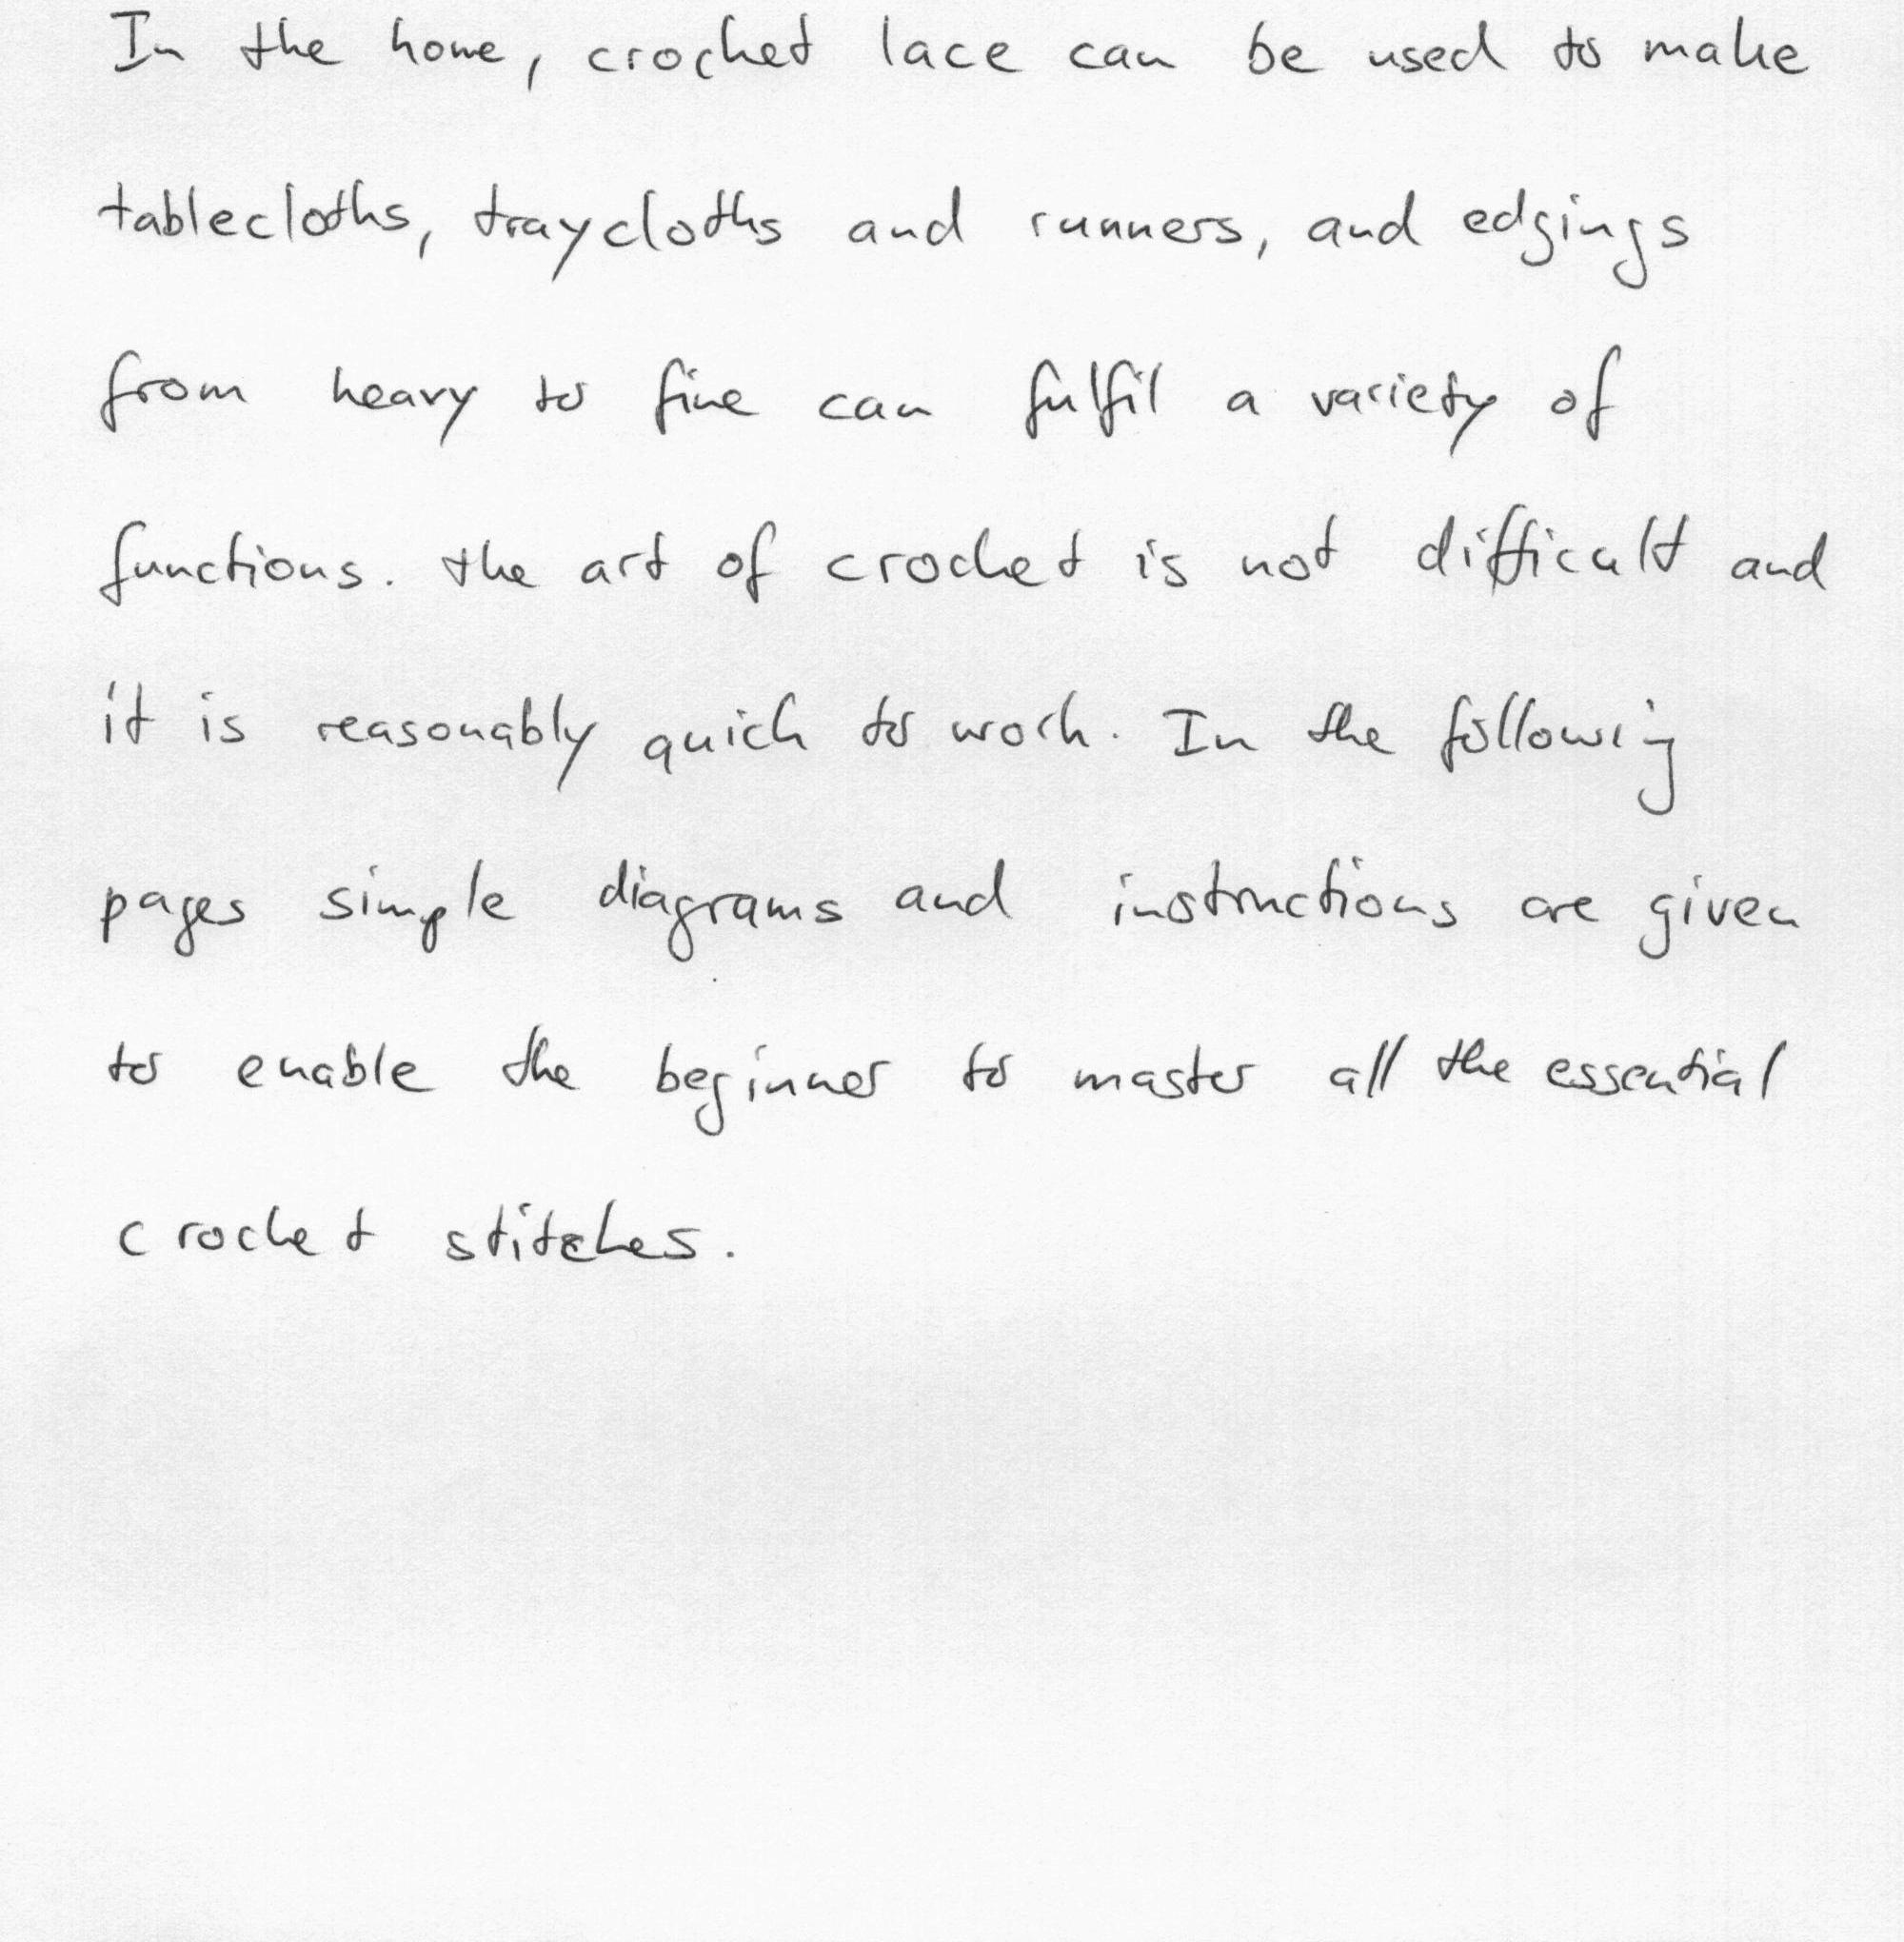 In the home, crochet lace can be used to make
tablecloths, traycloths and runners, and edgings
from heavy to fine can fulfil a variety of
functions. the art of crochet is not difficult and
it is reasonably quick to work. In the following
pages simple diagrams and instructions are given
to enable the beginner to master all the essential
crochet stitches.